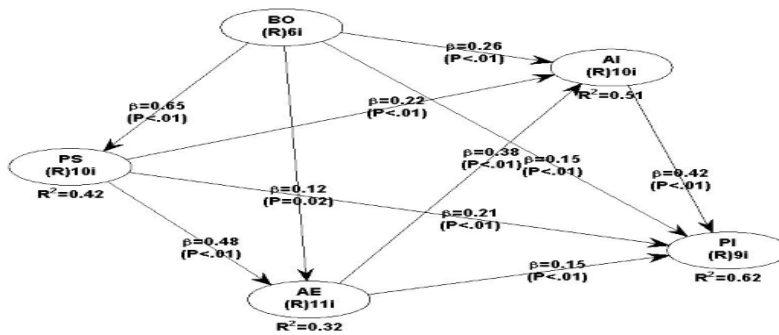 BO
(R)6i
β=0.26
(P<.01)
AI
(R)10i
R²=0.51
β=0.65
(P<.01)
β=0.22
(P<.01)
PS
(R)10i
R²=0.42
β=0.38
(P<.01)
β=0.15
(P<.01)
β=0.42
(P<.01)
β=0.12
(P=0.02)
β=0.21
(P<.01)
β=0.48
(P<.01)
PI
(R)9i
R²=0.62
β=0.15
(P<.01)
AE
(R)11i
R²=0.32